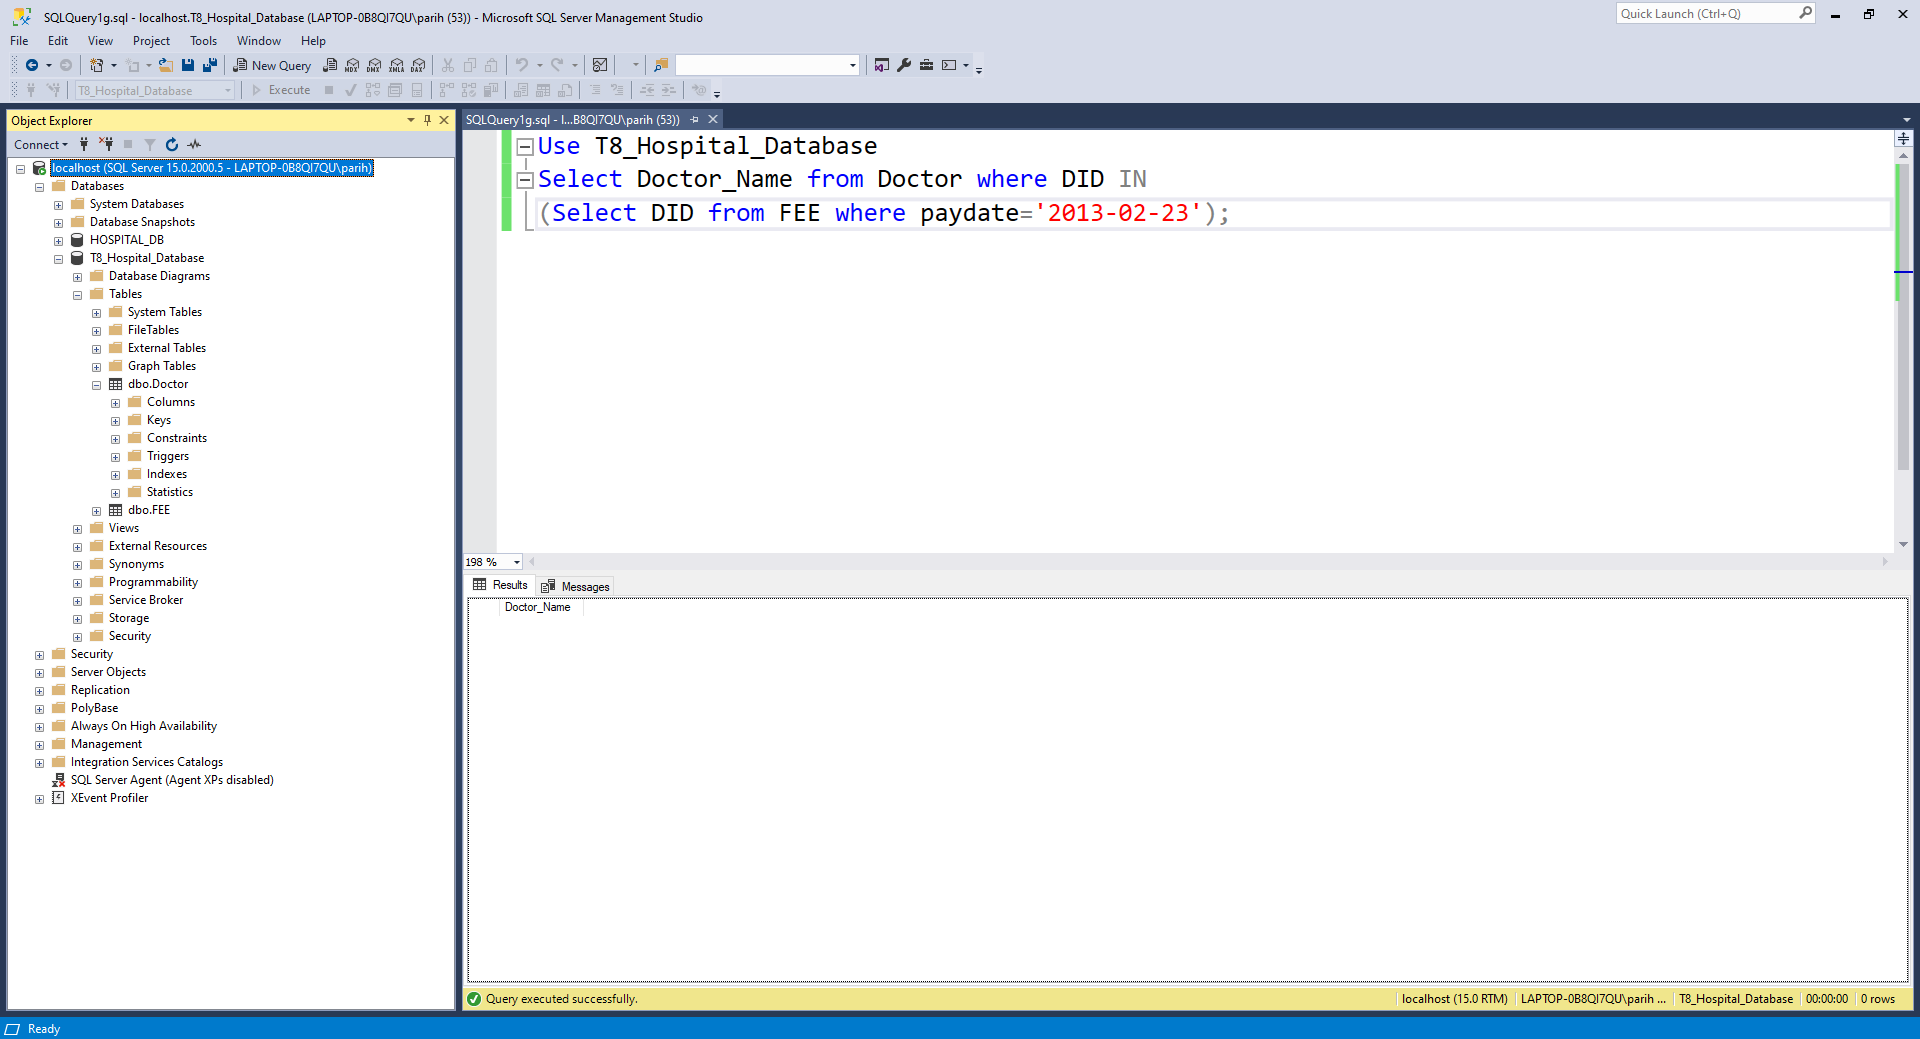 SQLQuery1g.sql - localhost.T8_Hospital_Database (LAPTOP-0B8QI7QU\parih (53)) - Microsoft SQL Server Management Studio
Quick Launch (Ctrl+Q)
File Edit View Project Tools Window Help
New Query MDX DMX XMLA DAX
T8_Hospital_Database Execute
Object Explorer
Connect
localhost (SQL Server 15.0.2000.5 - LAPTOP-0B8QI7QU\parih)
Databases
System Databases
Database Snapshots
HOSPITAL_DB
T8_Hospital_Database
Database Diagrams
Tables
System Tables
FileTables
External Tables
Graph Tables
dbo.Doctor
Columns
Keys
Constraints
Triggers
Indexes
Statistics
dbo.FEE
Views
External Resources
Synonyms
Programmability
Service Broker
Storage
Security
Security
Server Objects
Replication
PolyBase
Always On High Availability
Management
Integration Services Catalogs
SQL Server Agent (Agent XPs disabled)
XEvent Profiler
SQLQuery1g.sql - l...B8QI7QU\parih (53))
Use T8_Hospital_Database
Select Doctor_Name from Doctor where DID IN
(Select DID from FEE where paydate='2013-02-23');
198 %
Results Messages
Doctor_Name
Query executed successfully.
localhost (15.0 RTM) LAPTOP-0B8QI7QU\parih ... T8_Hospital_Database 00:00:00 0 rows
Ready